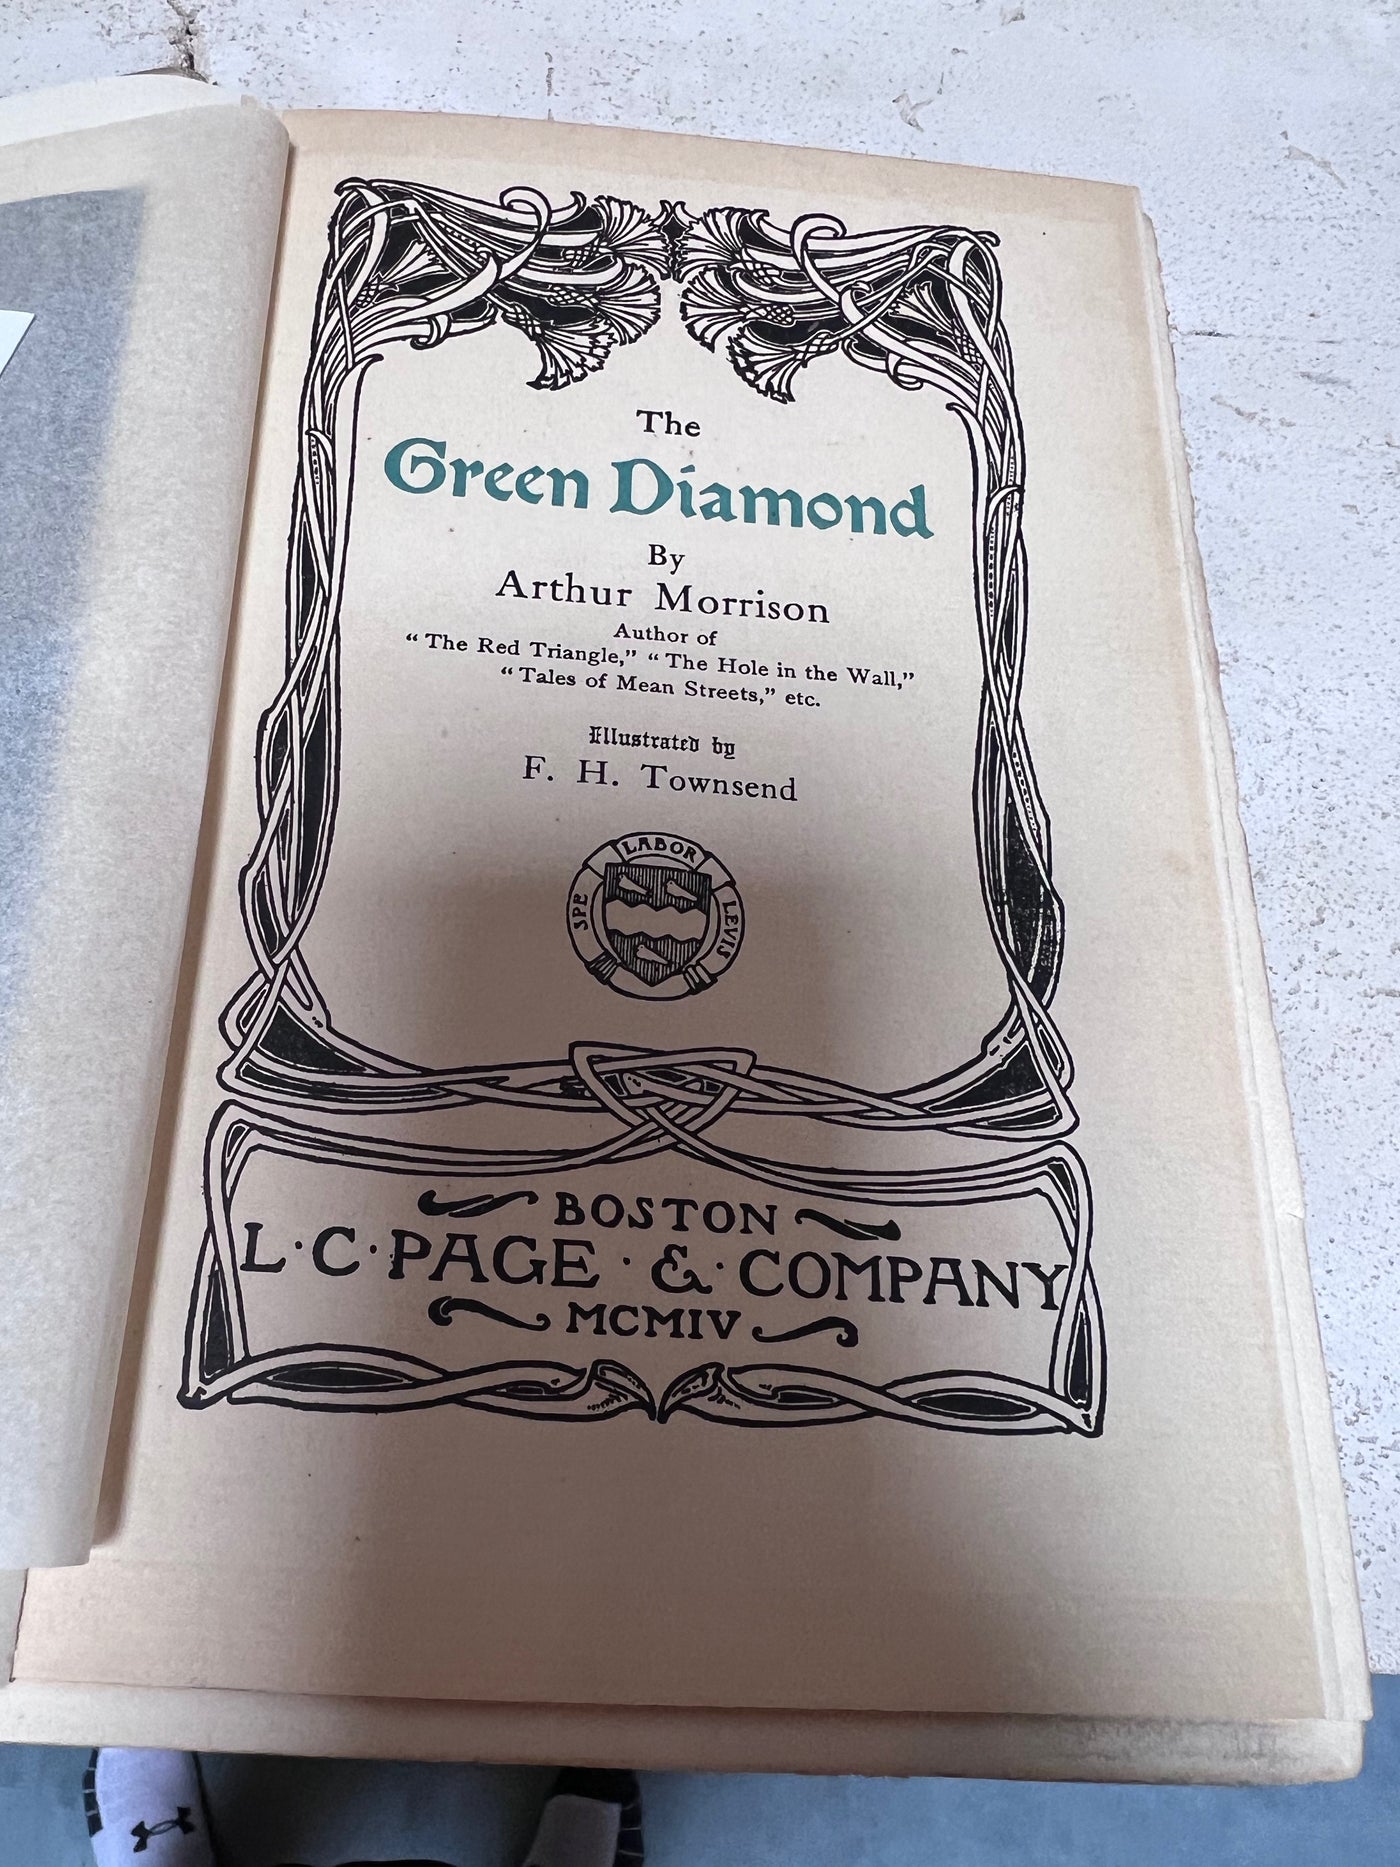 The
Green Diamond
By
Arthur Morrison
Author of
“The Red Triangle,” “The Hole in the Wall,”
“Tales of Mean Streets,” etc.
Illustrated by
F. H. Townsend
SPE LABOR LEVIS
BOSTON
L·C·PAGE·&·COMPANY
MCMIV